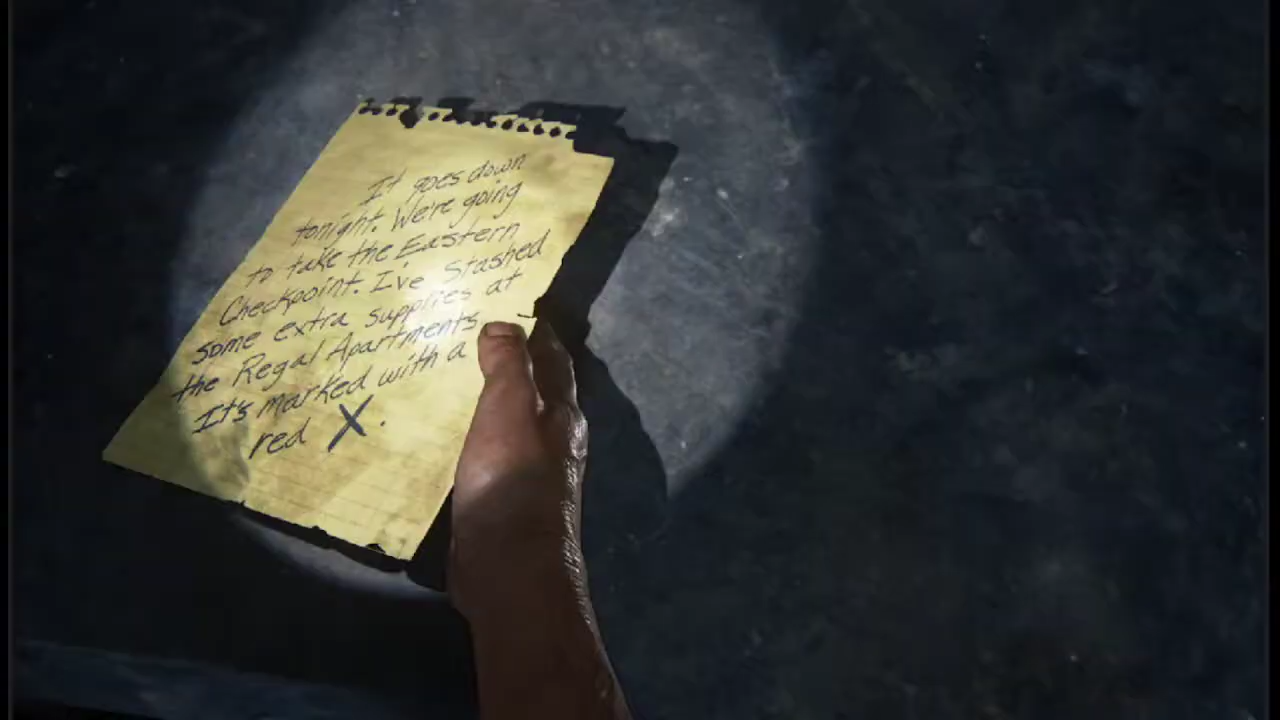 It goes down
tonight. We're going
to take the Eastern
Checkpoint. I've Stashed
some extra supplies at
the Regal Apartments
It's marked with a
red X.